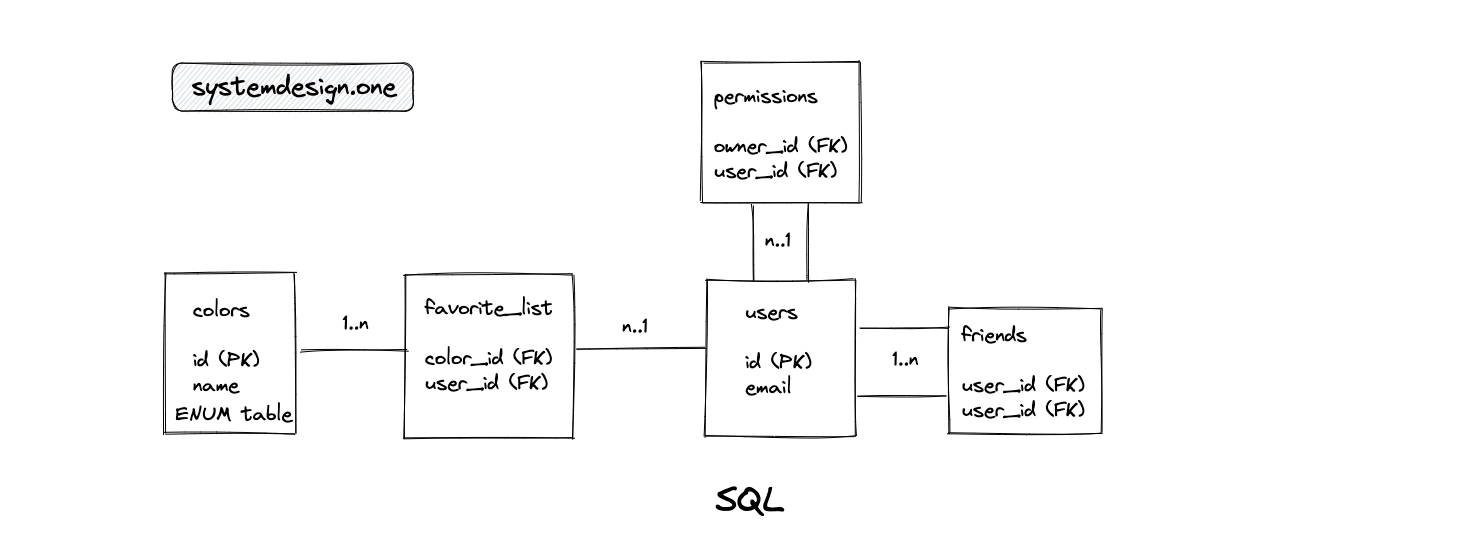 systemdesign.one
permissions
owner_id (FK)
user_id (FK)
n..1
colors
id (PK)
name
ENUM table
1..n
favorite_list
color_id (FK)
user_id (FK)
n..1
users
id (PK)
email
1..n
friends
user_id (FK)
user_id (FK)
SQL